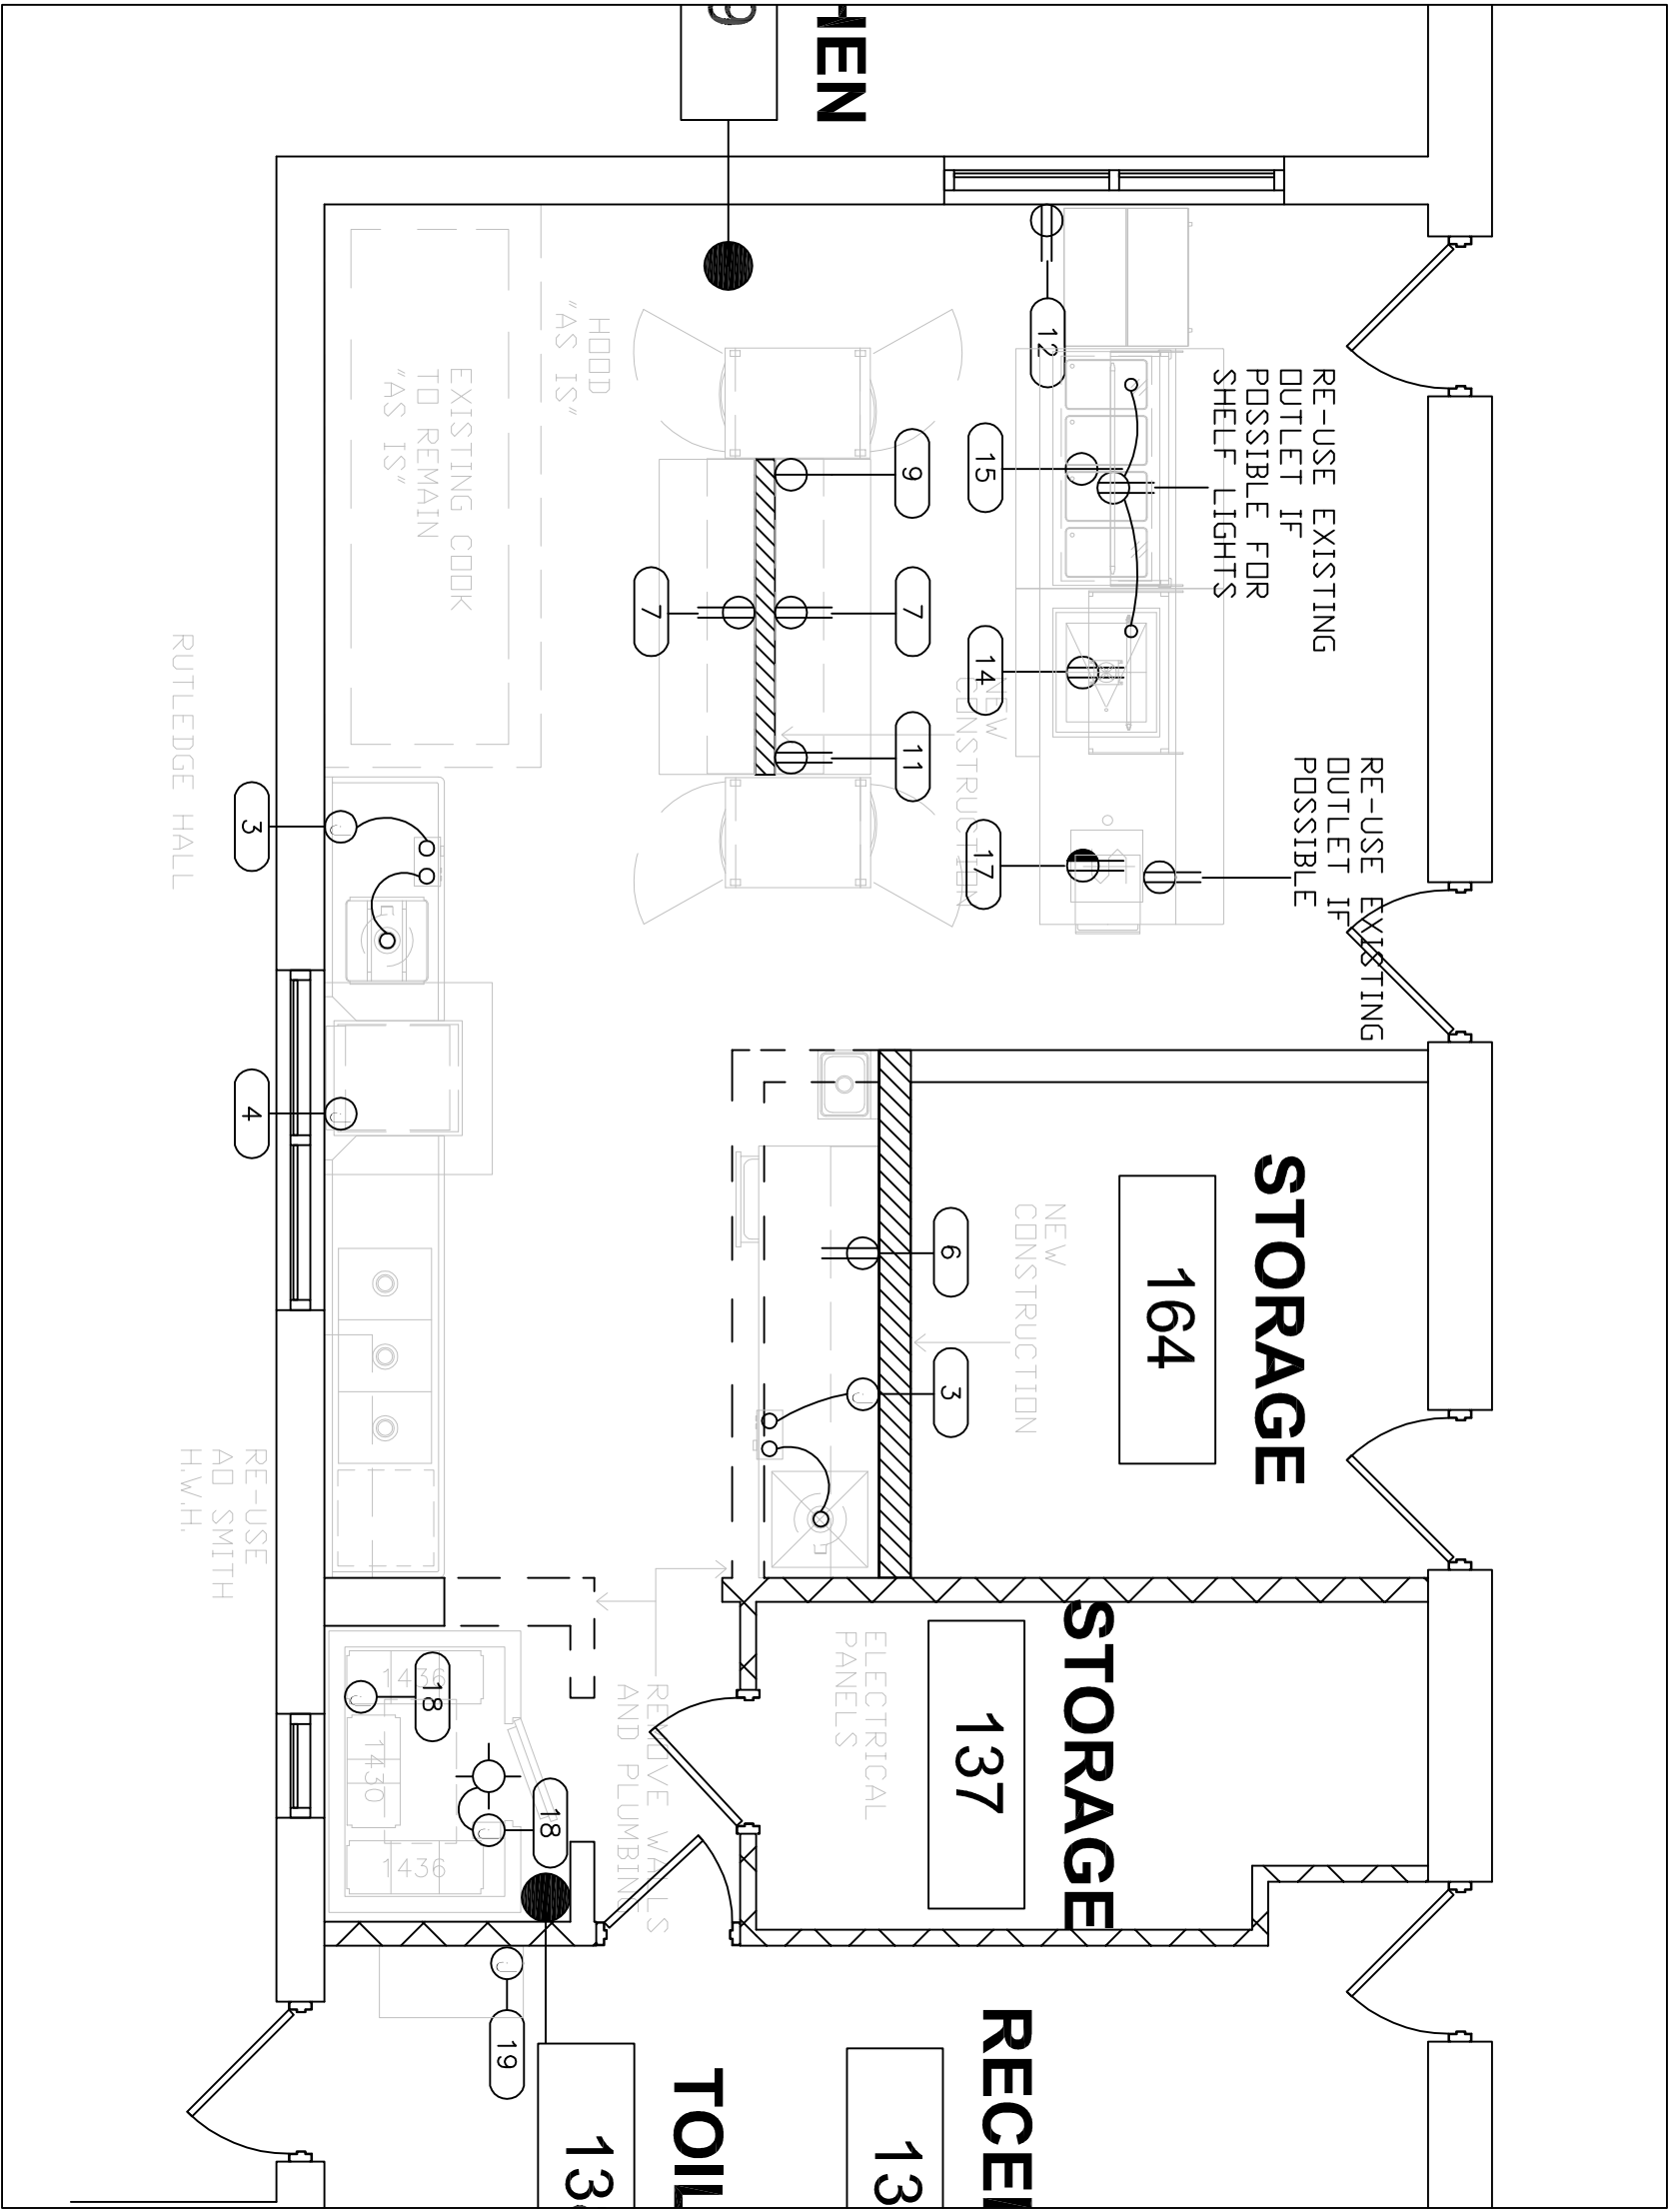 RE-USE EXISTING
OUTLET IF
POSSIBLE
RE-USE EXISTING
OUTLET IF
POSSIBLE FOR
SHELF LIGHTS
STORAGE
164
STORAGE
137
12
NEW
CONSTRUCTION
NEW
CONSTRUCTION
15
14
17
6
3
9
7
11
RECE
13
HEN
9
ELECTRICAL
PANELS
7
TOIL
13
REMOVE WALLS
AND PLUMBING
HOOD
"AS IS"
EXISTING COOK
TO REMAIN
"AS IS"
18
18
19
J
J
J
J
J
J
1436
1430
1436
3
4
RE-USE
AO SMITH
H.W.H.
RUTLEDGE HALL